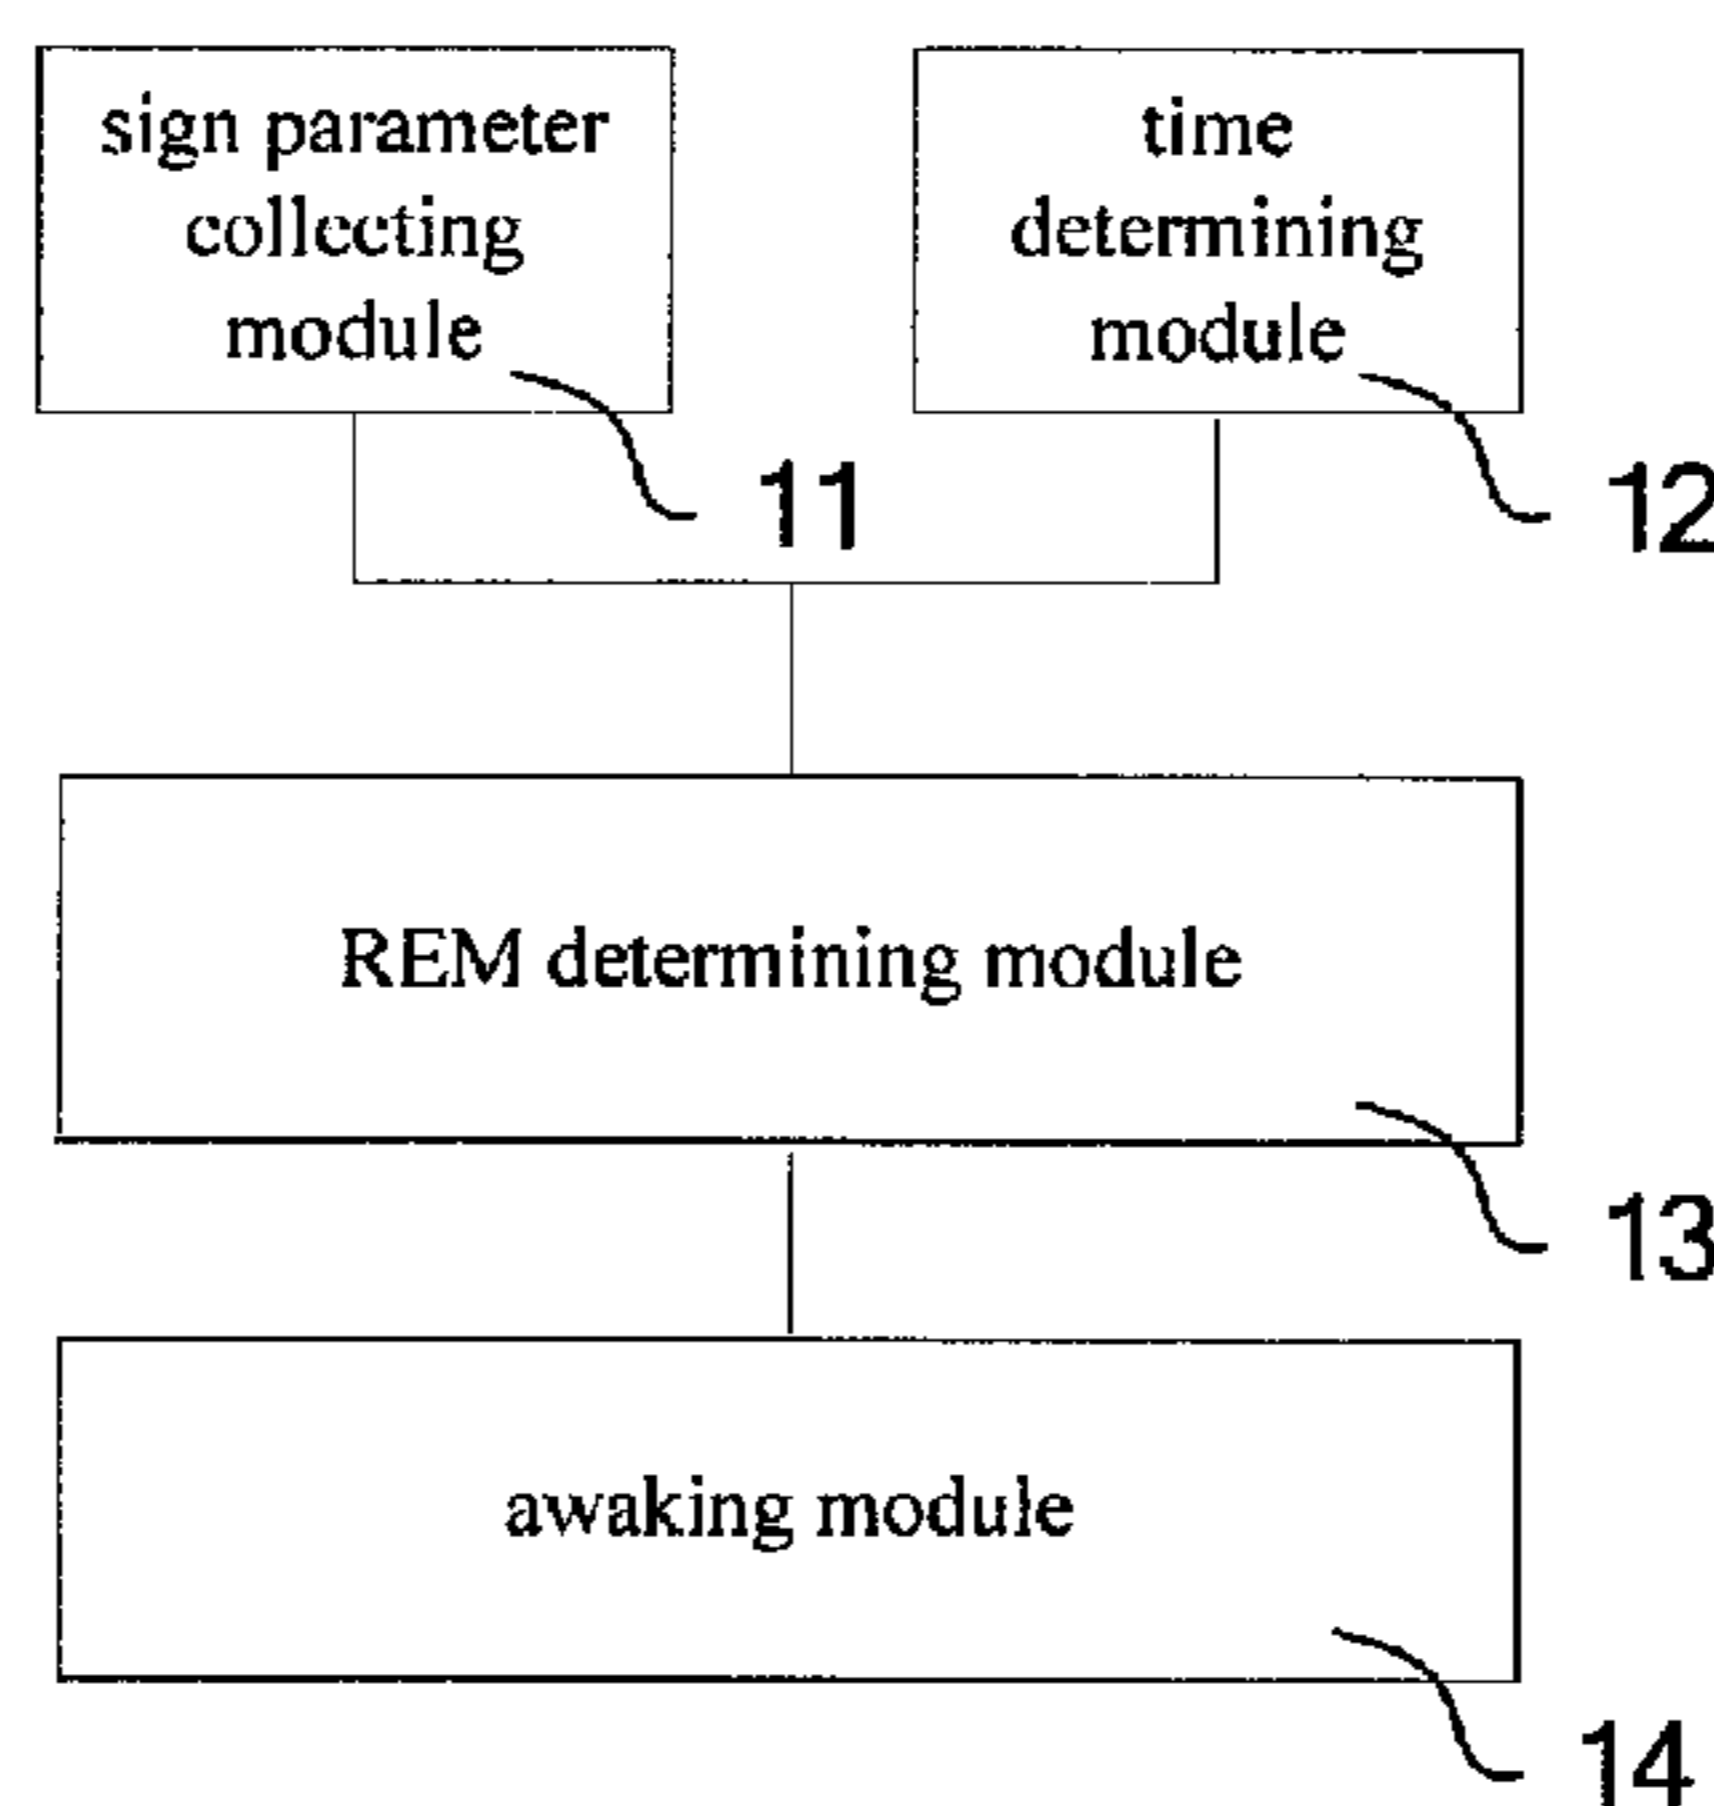 sign parameter
collecting
module
11
time
determining
module
12
REM determining module
13
awaking module
14